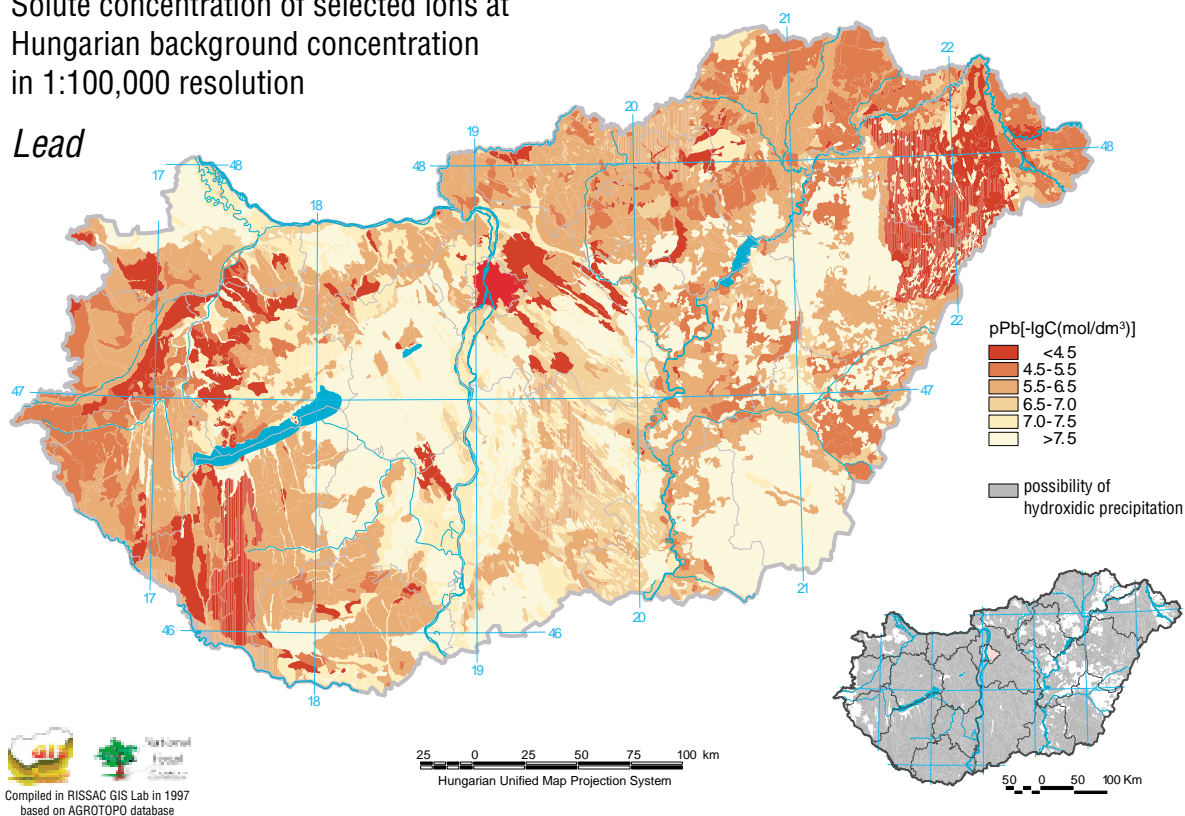 Solute concentration of selected ions at
Hungarian background concentration
in 1:100,000 resolution
Lead
21
22
20
19
48
48
17
48
18
22
pPb[-lgC(mol/dm³)]
<4.5
4.5-5.5
5.5-6.5
6.5-7.0
7.0-7.5
>7.5
47
47
possibility of
hydroxidic precipitation
17
21
20
46
46
19
18
GIS
National
25 0 25 50 75 100 km
Hungarian Unified Map Projection System
50 0 50 100 Km
Compiled in RISSAC GIS Lab in 1997
based on AGROTOPO database